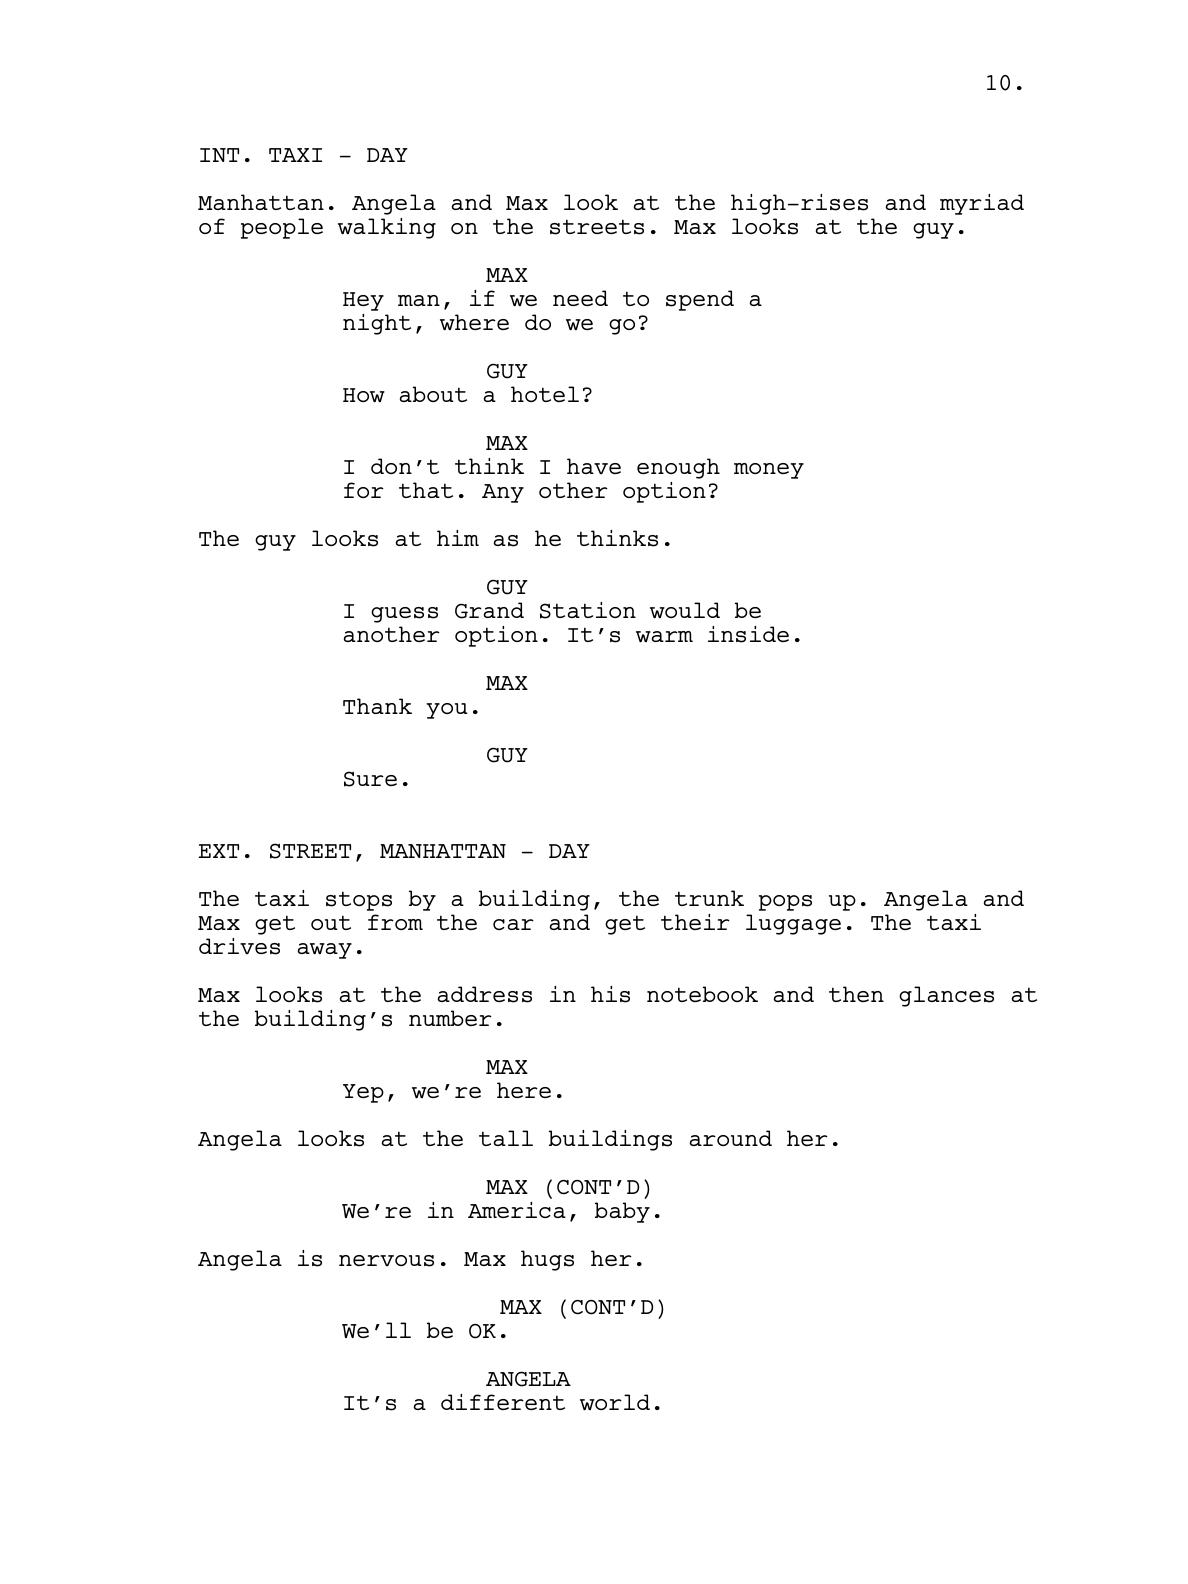 10.
INT. TAXI – DAY
Manhattan. Angela and Max look at the high-rises and myriad
of people walking on the streets. Max looks at the guy.
MAX
Hey man, if we need to spend a
night, where do we go?
GUY
How about a hotel?
MAX
I don’t think I have enough money
for that. Any other option?
The guy looks at him as he thinks.
GUY
I guess Grand Station would be
another option. It’s warm inside.
MAX
Thank you.
GUY
Sure.
EXT. STREET, MANHATTAN – DAY
The taxi stops by a building, the trunk pops up. Angela and
Max get out from the car and get their luggage. The taxi
drives away.
Max looks at the address in his notebook and then glances at
the building’s number.
MAX
Yep, we’re here.
Angela looks at the tall buildings around her.
MAX (CONT’D)
We’re in America, baby.
Angela is nervous. Max hugs her.
MAX (CONT’D)
We’ll be OK.
ANGELA
It’s a different world.